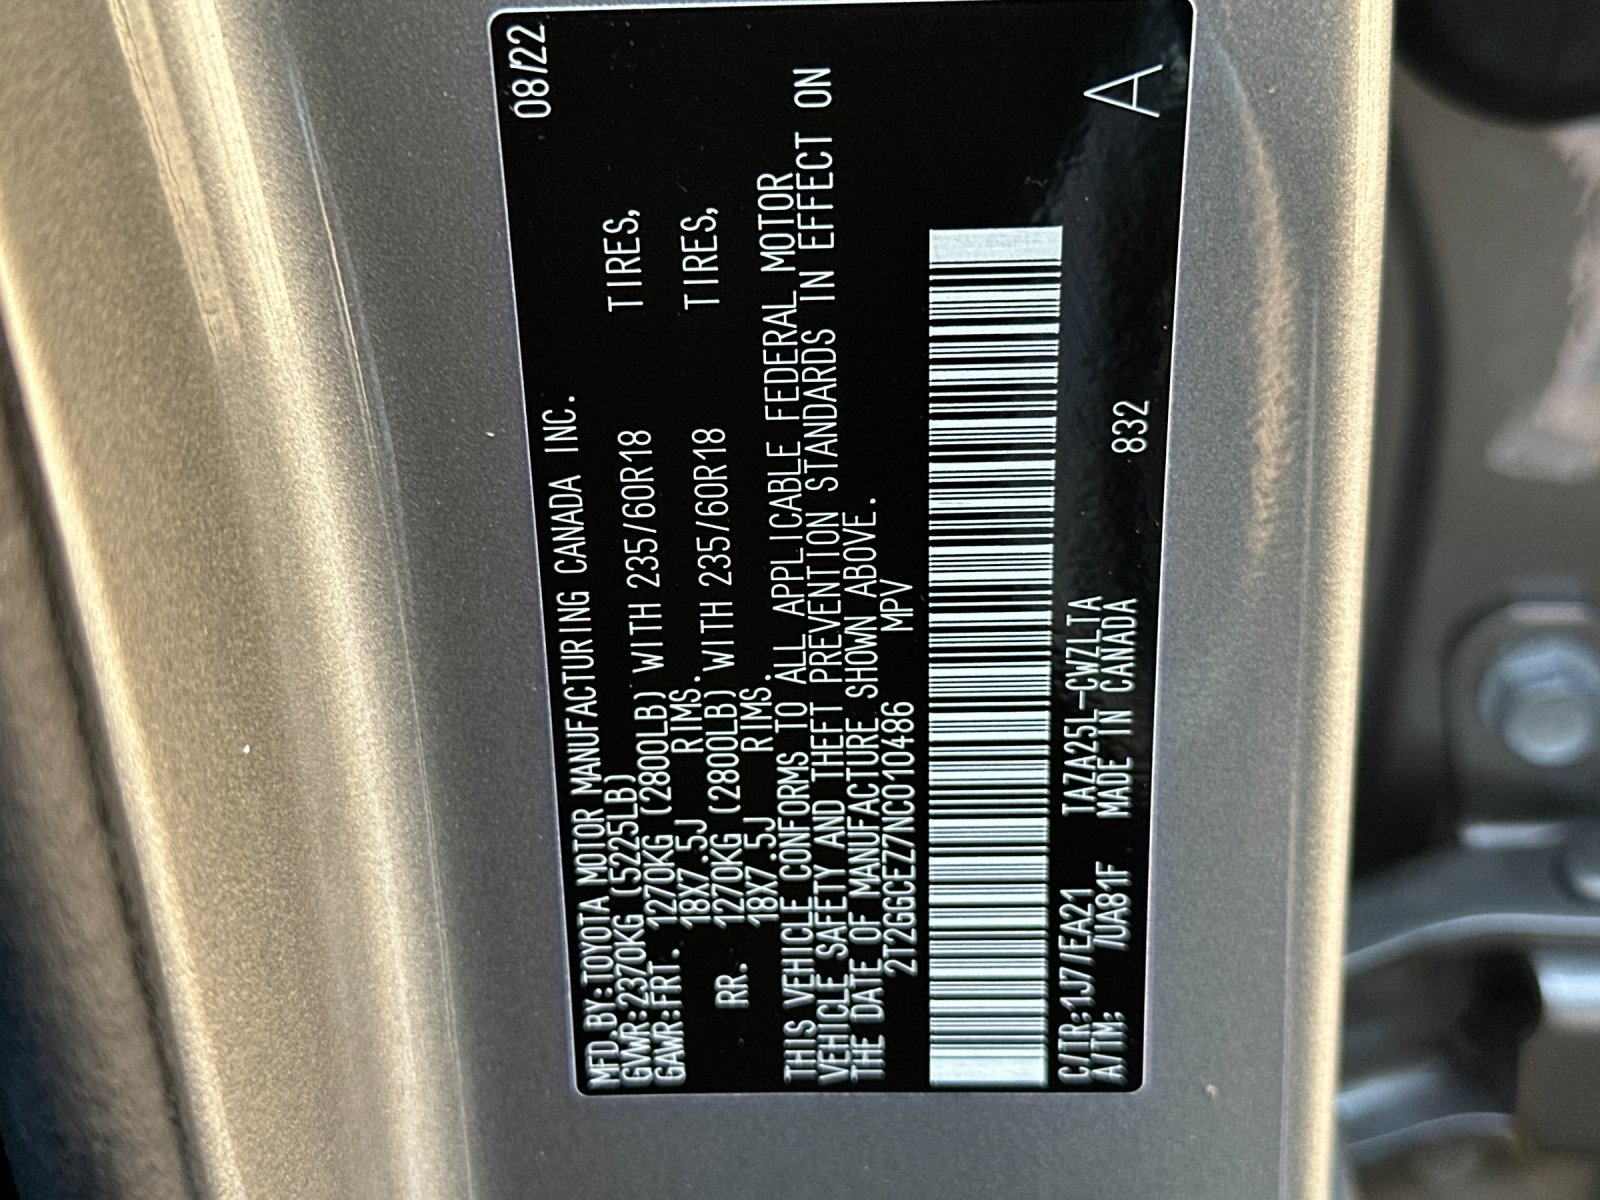 MFD.BY:TOYOTA MOTOR MANUFACTURING CANADA INC. 08/22
GVWR:2370KG (5225LB)
GAWR:FRT. 1270KG (2800LB) WITH 235/60R18 TIRES,
18X7.5J RIMS.
RR. 1270KG (2800LB) WITH 235/60R18 TIRES,
18X7.5J RIMS.
THIS VEHICLE CONFORMS TO ALL APPLICABLE FEDERAL MOTOR
VEHICLE SAFETY AND THEFT PREVENTION STANDARDS IN EFFECT ON
THE DATE OF MANUFACTURE SHOWN ABOVE.
2T2GGCEZ7NC010486 MPV
C/TR:1J7/EA21 TAZA25L-CWZLTA 832
A/TM: /UA81F MADE IN CANADA
A